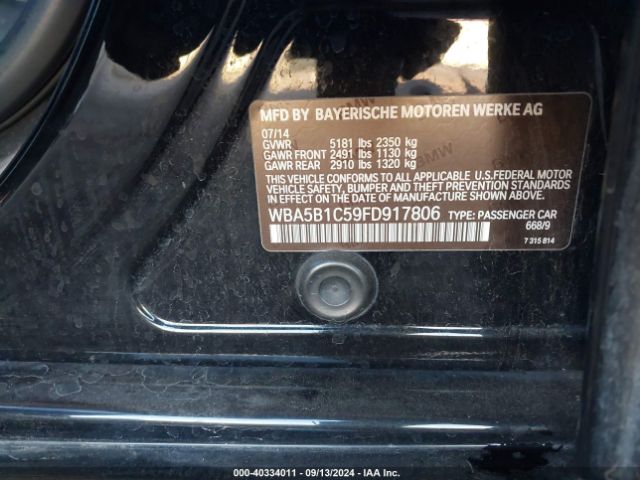 MFD BY BAYERISCHE MOTOREN WERKE AG
07/14
GVWR 5181 lbs 2350 kg
GAWR FRONT 2491 lbs 1130 kg
GAWR REAR 2910 lbs 1320 kg
THIS VEHICLE CONFORMS TO ALL APPLICABLE U.S.FEDERAL MOTOR
VEHICLE SAFETY, BUMPER AND THEFT PREVENTION STANDARDS
IN EFFECT ON THE DATE OF MANUFACTURE SHOWN ABOVE.
WBA5B1C59FD917806 TYPE: PASSENGER CAR
668/9
7 315 814
000-40334011 - 09/13/2024 - IAA Inc.